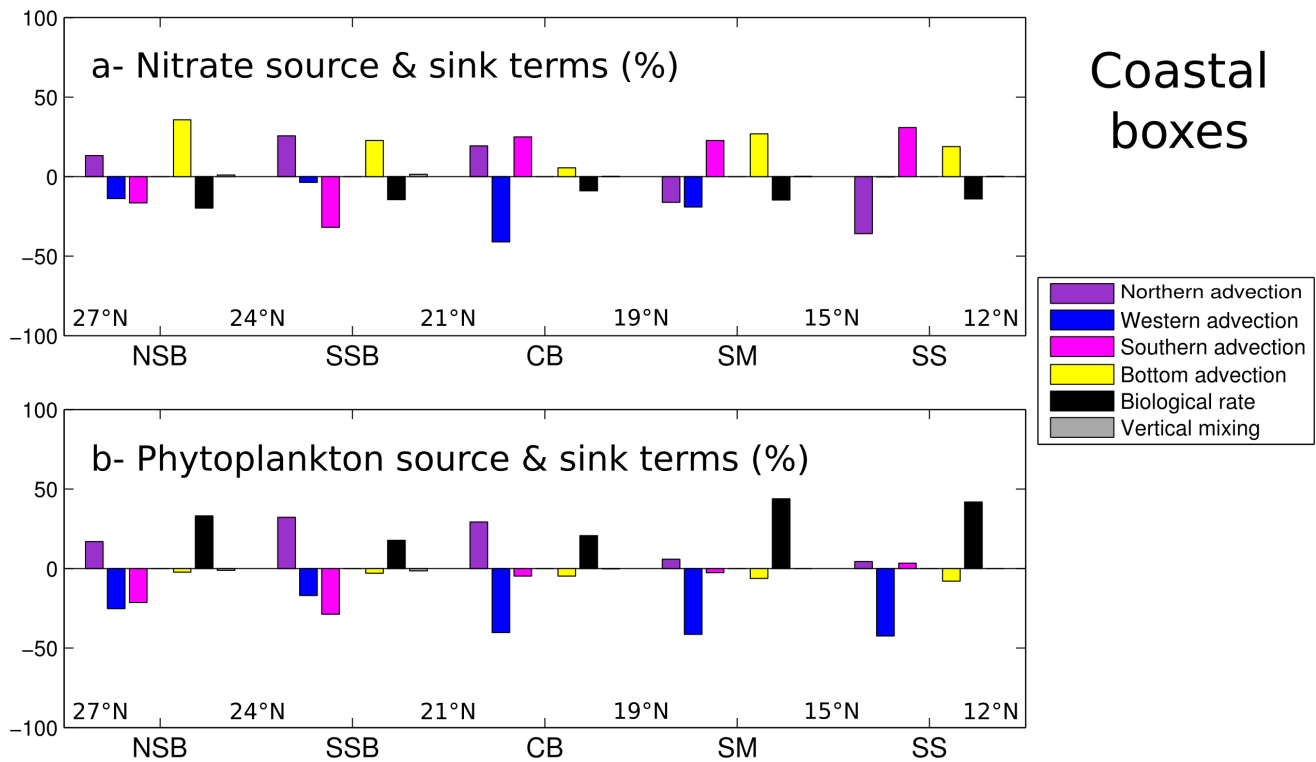 100
a- Nitrate source & sink terms (%)
50
0
−50
−100
27°N 24°N 21°N 19°N 15°N 12°N
NSB SSB CB SM SS
Coastal
boxes
Northern advection
Western advection
Southern advection
Bottom advection
Biological rate
Vertical mixing
100
b- Phytoplankton source & sink terms (%)
50
0
−50
−100
27°N 24°N 21°N 19°N 15°N 12°N
NSB SSB CB SM SS